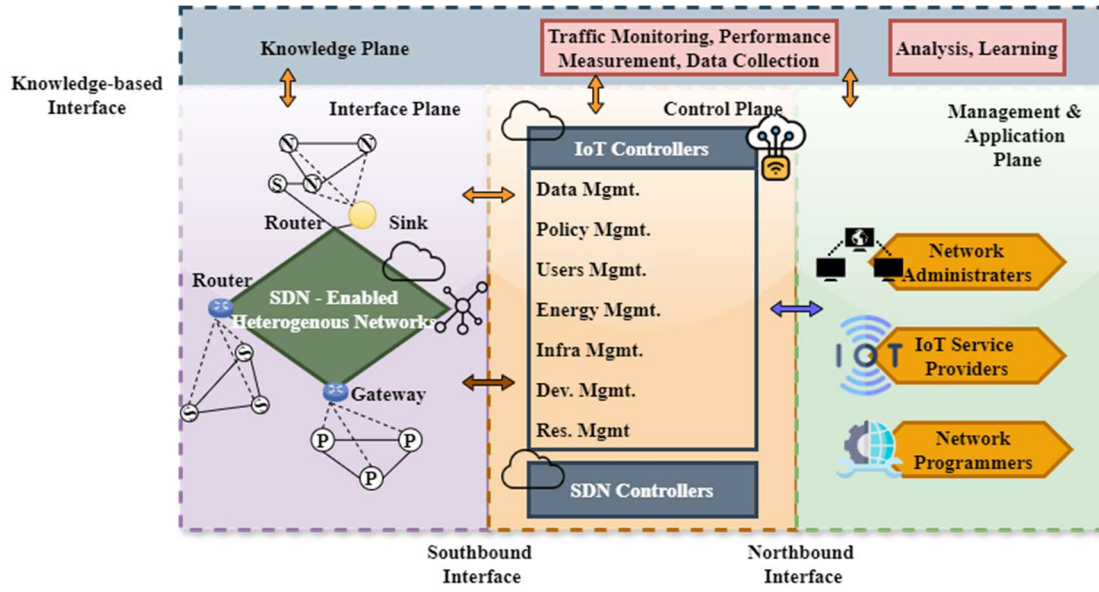 Knowledge-based
Interface
Knowledge Plane
Traffic Monitoring, Performance
Measurement, Data Collection
Analysis, Learning
Interface Plane
N
N
S
N
Router
Sink
Router
SDN - Enabled
Heterogenous Networks
S
S
S
Gateway
P
P
P
Control Plane
IoT Controllers
Data Mgmt.
Policy Mgmt.
Users Mgmt.
Energy Mgmt.
Infra Mgmt.
Dev. Mgmt.
Res. Mgmt
SDN Controllers
Management &
Application
Plane
Network
Administraters
IOT
IoT Service
Providers
Network
Programmers
Southbound
Interface
Northbound
Interface